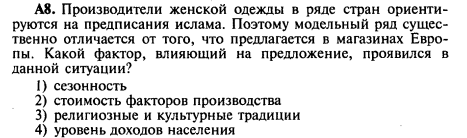 А8. Производители женской одежды в ряде стран ориенти-
руются на предписания ислама. Поэтому модельный ряд сущес-
твенно отличается от того, что предлагается в магазинах Евро-
пы. Какой фактор, влияющий на предложение, проявился в
данной ситуации?
1) сезонность
2) стоимость факторов производства
3) религиозные и культурные традиции
4) уровень доходов населения